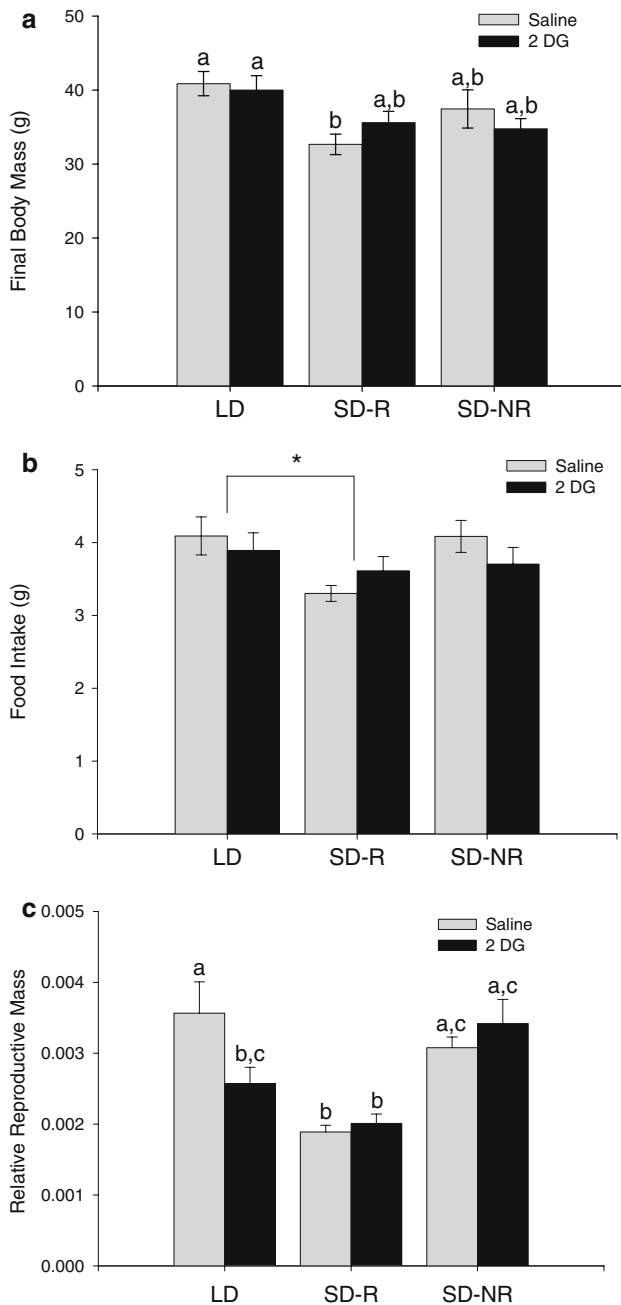 a
Saline
2 DG
Final Body Mass (g)
50
40
30
20
10
0
a
a
b
a,b
a,b
a,b
LD
SD-R
SD-NR
b
Saline
2 DG
Food Intake (g)
5
4
3
2
1
0
*
LD
SD-R
SD-NR
c
Saline
2 DG
Relative Reproductive Mass
0.005
0.004
0.003
0.002
0.001
0.000
a
b,c
b
b
a,c
a,c
LD
SD-R
SD-NR